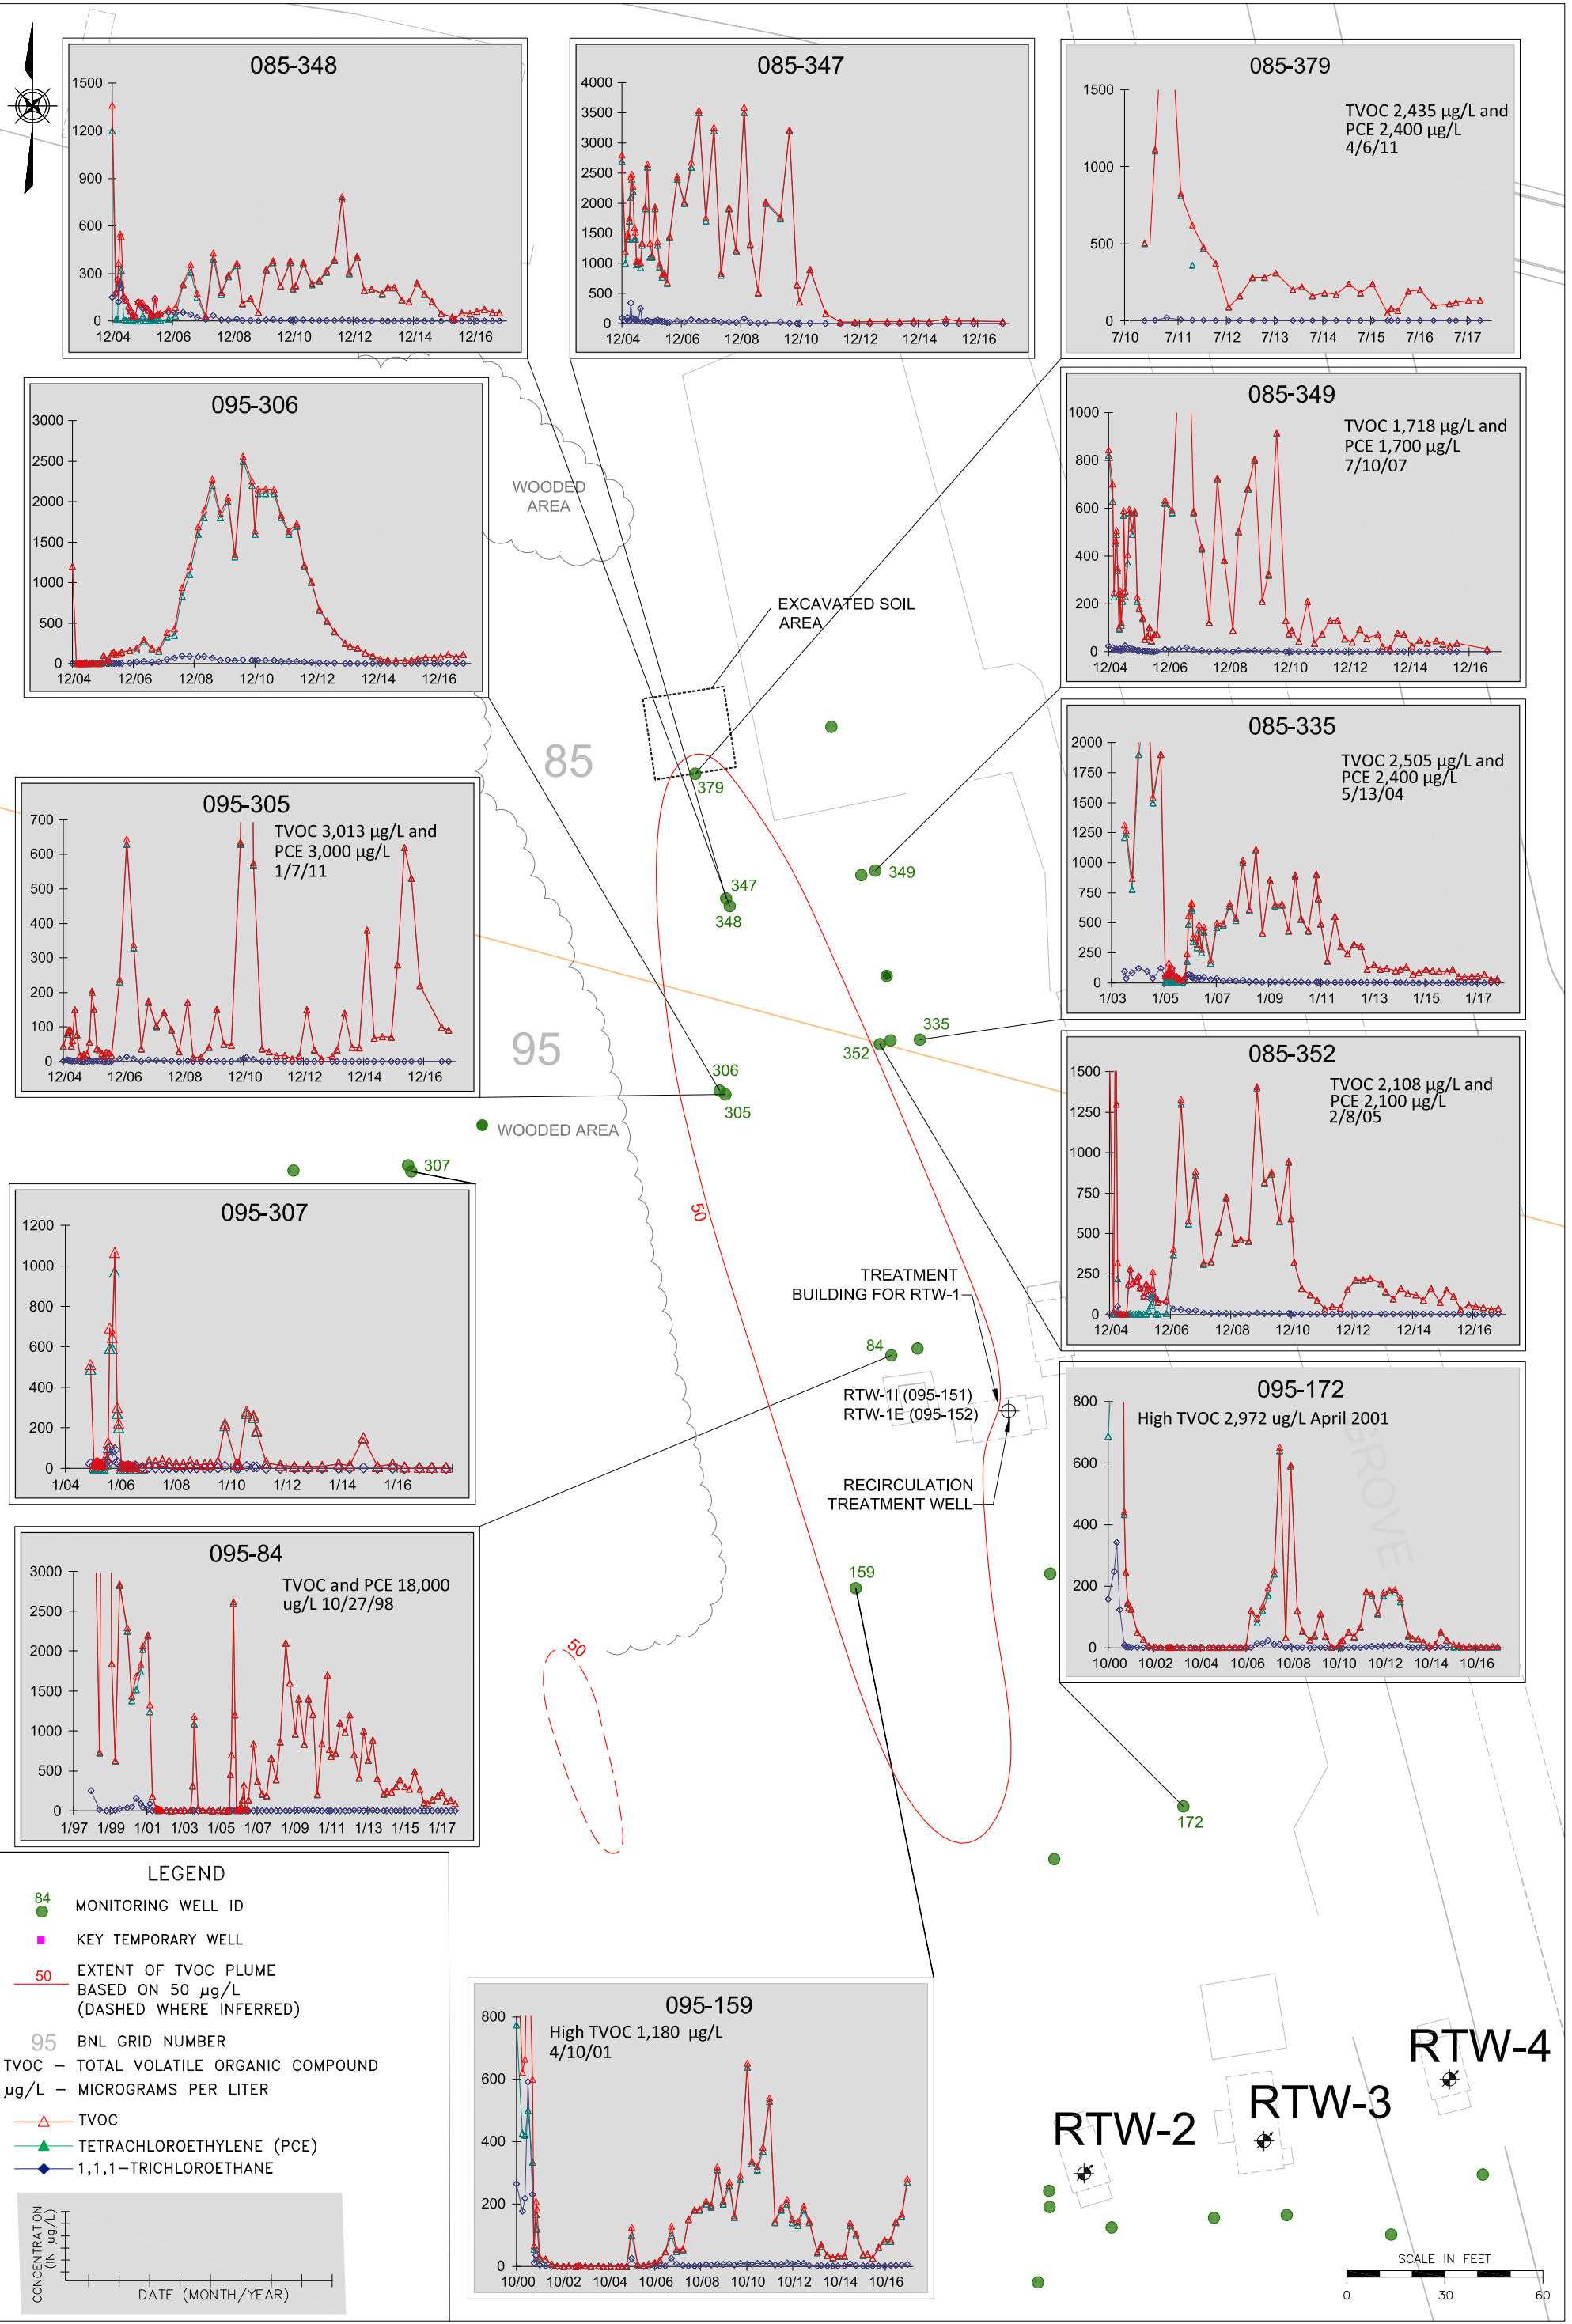 085-348
1500
1200
900
600
300
0
12/04 12/06 12/08 12/10 12/12 12/14 12/16
085-347
4000
3500
3000
2500
2000
1500
1000
500
0
12/04 12/06 12/08 12/10 12/12 12/14 12/16
085-379
TVOC 2,435 µg/L and
PCE 2,400 µg/L
4/6/11
1500
1000
500
0
7/10 7/11 7/12 7/13 7/14 7/15 7/16 7/17
095-306
3000
2500
2000
1500
1000
500
0
12/04 12/06 12/08 12/10 12/12 12/14 12/16
085-349
TVOC 1,718 µg/L and
PCE 1,700 µg/L
7/10/07
1000
800
600
400
200
0
12/04 12/06 12/08 12/10 12/12 12/14 12/16
WOODED
AREA
EXCAVATED SOIL
AREA
85
379
349
347
348
095-305
TVOC 3,013 µg/L and
PCE 3,000 µg/L
1/7/11
700
600
500
400
300
200
100
0
12/04 12/06 12/08 12/10 12/12 12/14 12/16
085-335
TVOC 2,505 µg/L and
PCE 2,400 µg/L
5/13/04
2000
1750
1500
1250
1000
750
500
250
0
1/03 1/05 1/07 1/09 1/11 1/13 1/15 1/17
95
335
352
306
305
WOODED AREA
307
085-352
TVOC 2,108 µg/L and
PCE 2,100 µg/L
2/8/05
1500
1250
1000
750
500
250
0
12/04 12/06 12/08 12/10 12/12 12/14 12/16
095-307
1200
1000
800
600
400
200
0
1/04 1/06 1/08 1/10 1/12 1/14 1/16
50
TREATMENT
BUILDING FOR RTW-1
84
RTW-1I (095-151)
RTW-1E (095-152)
RECIRCULATION
TREATMENT WELL
095-172
High TVOC 2,972 ug/L April 2001
800
600
400
200
0
10/00 10/02 10/04 10/06 10/08 10/10 10/12 10/14 10/16
GROVE
095-84
TVOC and PCE 18,000
ug/L 10/27/98
3000
2500
2000
1500
1000
500
0
1/97 1/99 1/01 1/03 1/05 1/07 1/09 1/11 1/13 1/15 1/17
159
50
172
LEGEND
84
MONITORING WELL ID
KEY TEMPORARY WELL
50
EXTENT OF TVOC PLUME
BASED ON 50 µg/L
(DASHED WHERE INFERRED)
95 BNL GRID NUMBER
TVOC – TOTAL VOLATILE ORGANIC COMPOUND
µg/L – MICROGRAMS PER LITER
TVOC
TETRACHLOROETHYLENE (PCE)
1,1,1–TRICHLOROETHANE
CONCENTRATION
(IN µg/L)
DATE (MONTH/YEAR)
095-159
High TVOC 1,180 µg/L
4/10/01
800
600
400
200
0
10/00 10/02 10/04 10/06 10/08 10/10 10/12 10/14 10/16
RTW-4
RTW-3
RTW-2
SCALE IN FEET
0 30 60